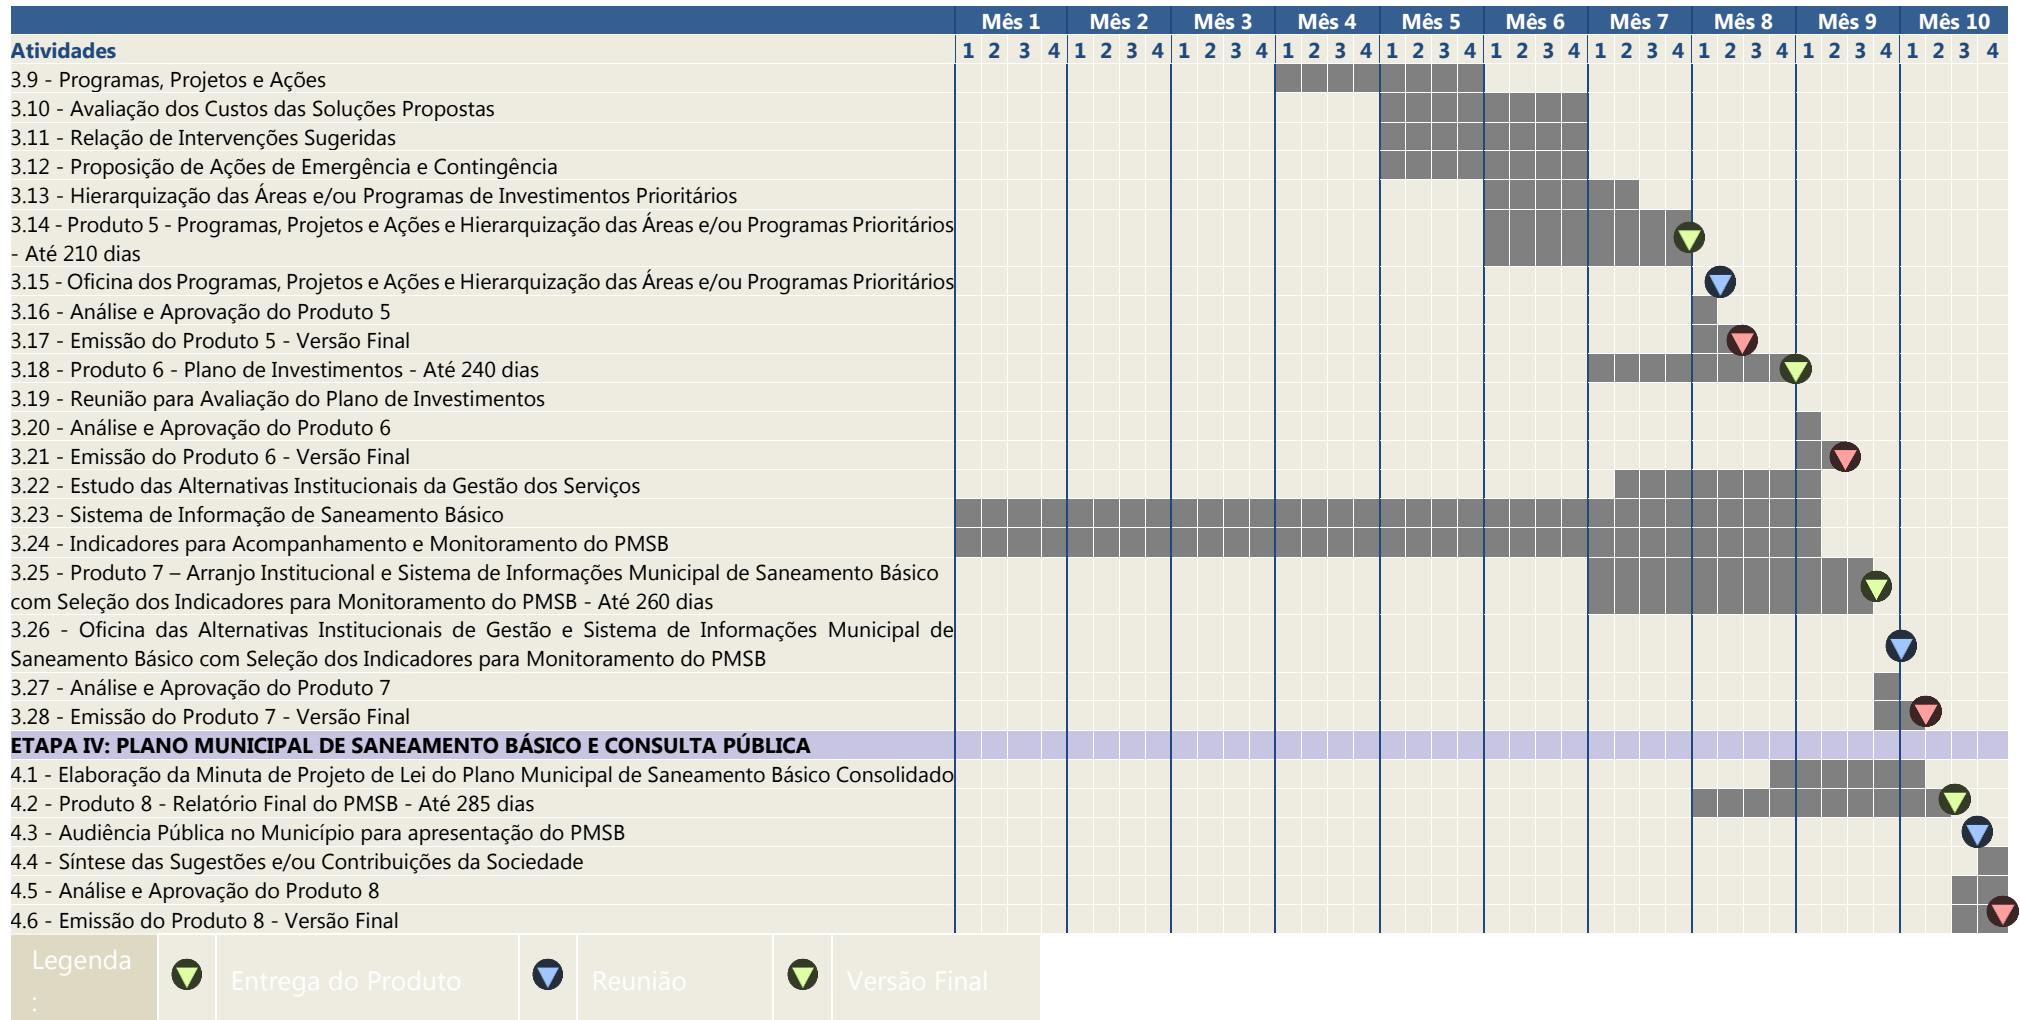 Mês 1 Mês 2 Mês 3 Mês 4 Mês 5 Mês 6 Mês 7 Mês 8 Mês 9 Mês 10
Atividades 1 2 3 4 1 2 3 4 1 2 3 4 1 2 3 4 1 2 3 4 1 2 3 4 1 2 3 4 1 2 3 4 1 2 3 4 1 2 3 4
3.9 - Programas, Projetos e Ações
3.10 - Avaliação dos Custos das Soluções Propostas
3.11 - Relação de Intervenções Sugeridas
3.12 - Proposição de Ações de Emergência e Contingência
3.13 - Hierarquização das Áreas e/ou Programas de Investimentos Prioritários
3.14 - Produto 5 - Programas, Projetos e Ações e Hierarquização das Áreas e/ou Programas Prioritários
- Até 210 dias
3.15 - Oficina dos Programas, Projetos e Ações e Hierarquização das Áreas e/ou Programas Prioritários
3.16 - Análise e Aprovação do Produto 5
3.17 - Emissão do Produto 5 - Versão Final
3.18 - Produto 6 - Plano de Investimentos - Até 240 dias
3.19 - Reunião para Avaliação do Plano de Investimentos
3.20 - Análise e Aprovação do Produto 6
3.21 - Emissão do Produto 6 - Versão Final
3.22 - Estudo das Alternativas Institucionais da Gestão dos Serviços
3.23 - Sistema de Informação de Saneamento Básico
3.24 - Indicadores para Acompanhamento e Monitoramento do PMSB
3.25 - Produto 7 – Arranjo Institucional e Sistema de Informações Municipal de Saneamento Básico
com Seleção dos Indicadores para Monitoramento do PMSB - Até 260 dias
3.26 - Oficina das Alternativas Institucionais de Gestão e Sistema de Informações Municipal de
Saneamento Básico com Seleção dos Indicadores para Monitoramento do PMSB
3.27 - Análise e Aprovação do Produto 7
3.28 - Emissão do Produto 7 - Versão Final
ETAPA IV: PLANO MUNICIPAL DE SANEAMENTO BÁSICO E CONSULTA PÚBLICA
4.1 - Elaboração da Minuta de Projeto de Lei do Plano Municipal de Saneamento Básico Consolidado
4.2 - Produto 8 - Relatório Final do PMSB - Até 285 dias
4.3 - Audiência Pública no Município para apresentação do PMSB
4.4 - Síntese das Sugestões e/ou Contribuições da Sociedade
4.5 - Análise e Aprovação do Produto 8
4.6 - Emissão do Produto 8 - Versão Final
Legenda
: Entrega do Produto Reunião Versão Final